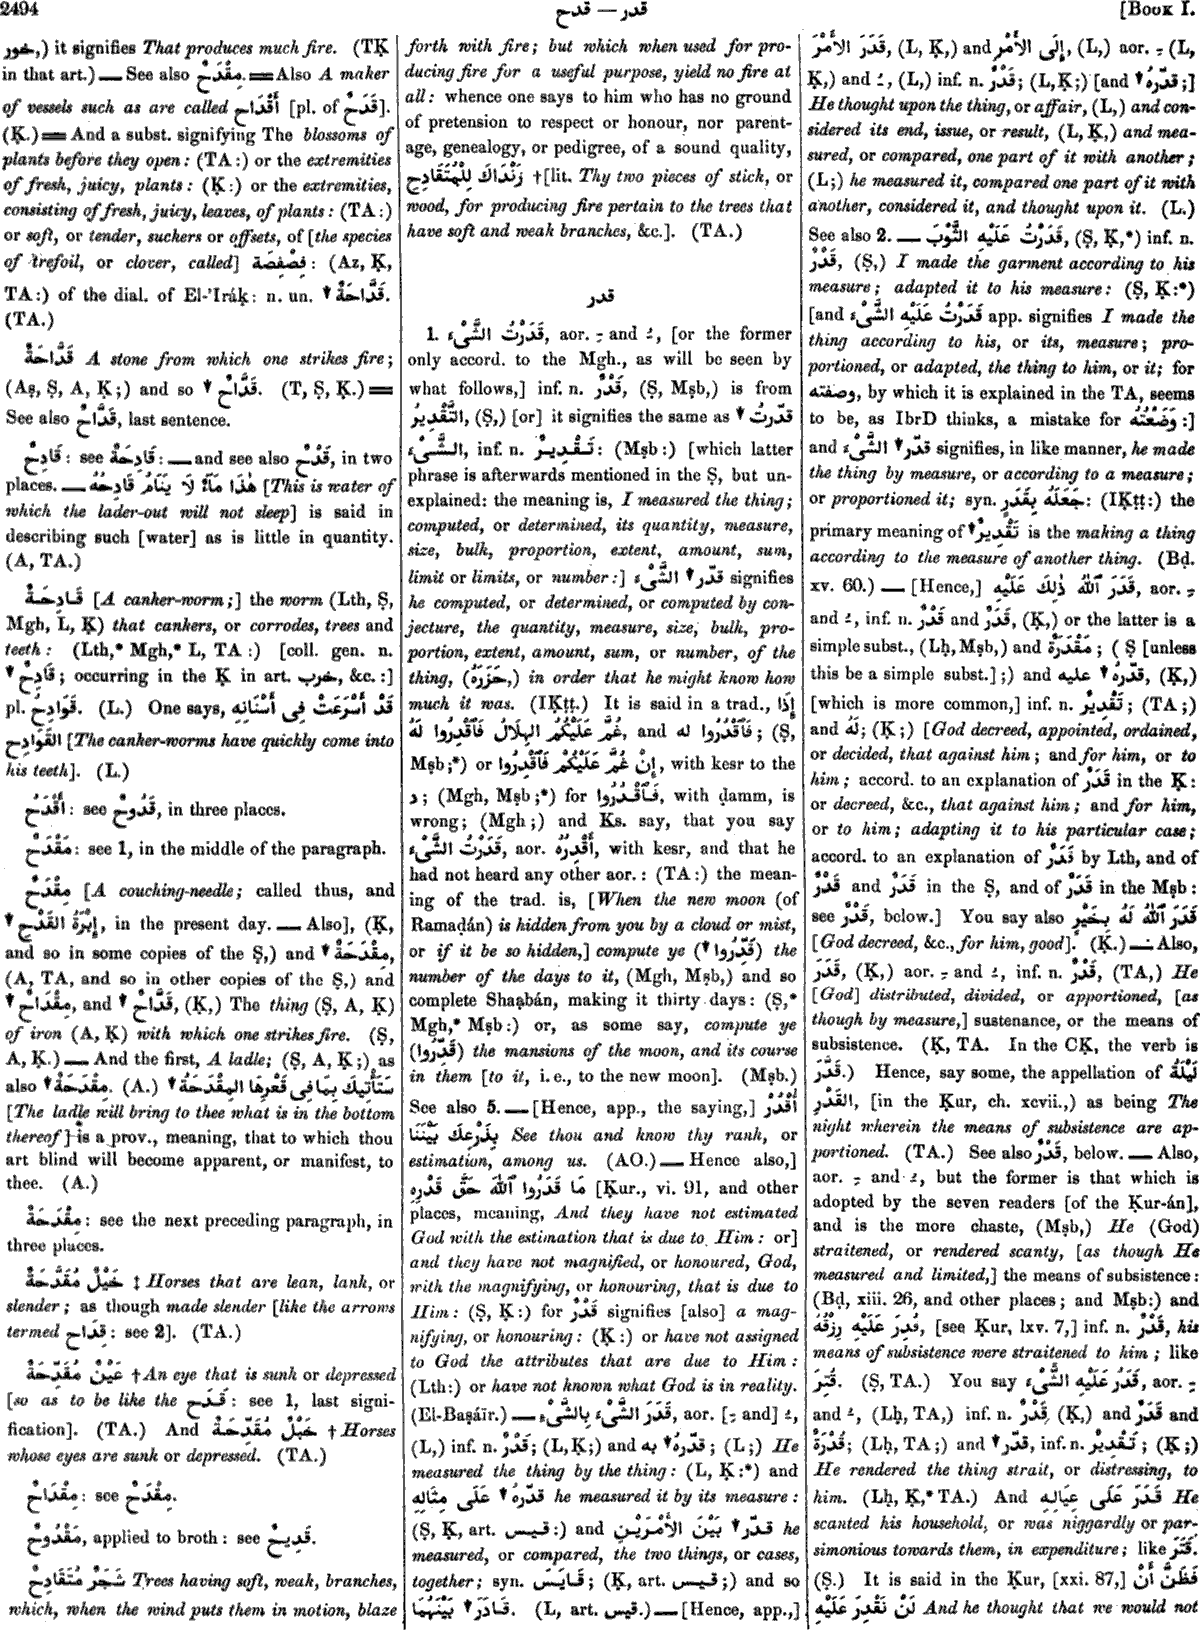 2494
قدر — قدح
[BOOK I.
خور,) it signifies That produces much fire. (TḲ
in that art.) — See also مِقْدَحٌ. == Also A maker
of vessels such as are called أَقْدَاح [pl. of قَدَحٌ].
(Ḳ.) == And a subst. signifying The blossoms of
plants before they open: (TA:) or the extremities
of fresh, juicy, plants: (Ḳ:) or the extremities,
consisting of fresh, juicy, leaves, of plants: (TA:)
or soft, or tender, suckers or offsets, of [the species
of trefoil, or clover, called] فِصْفِصَة: (Az, Ḳ,
TA:) of the dial. of El-'Iráḳ: n. un. ▼ قَدَّاحَةٌ.
(TA.)
قَدَّاحَةٌ A stone from which one strikes fire;
(Aṣ, Ṣ, A, Ḳ;) and so ▼ قَدَّاحٌ. (T, Ṣ, Ḳ.) ==
See also قَدَّاحٌ, last sentence.
قَادِحٌ: see قَادِحَةٌ: — and see also قَدْحٌ, in two
places. — هٰذَا مَآءٌ لَا يَنَامُ قَادِحُهُ [This is water of
which the lader-out will not sleep] is said in
describing such [water] as is little in quantity.
(A, TA.)
قَادِحَةٌ [A canker-worm;] the worm (Lth, Ṣ,
Mgh, L, Ḳ) that cankers, or corrodes, trees and
teeth: (Lth,* Mgh,* L, TA:) [coll. gen. n.
▼ قَادِحٌ; occurring in the Ḳ in art. خرب, &c.:]
pl. قَوَادِحُ. (L.) One says, قَدْ أَسْرَعَتْ فِى أَسْنَانِهِ
القَوَادِحُ [The canker-worms have quickly come into
his teeth]. (L.)
أَقْدَحُ: see قَدُوحٌ, in three places.
مَقْدَحٌ: see 1, in the middle of the paragraph.
مِقْدَحٌ [A couching-needle; called thus, and
▼ إِبْرَةُ القَدْحِ, in the present day. — Also], (Ḳ,
and so in some copies of the Ṣ,) and ▼ مِقْدَحَةٌ,
(A, TA, and so in other copies of the Ṣ,) and
▼ مِقْدَاحٌ, and ▼ قَدَّاحٌ, (Ḳ,) The thing (Ṣ, A, Ḳ)
of iron (A, Ḳ) with which one strikes fire. (Ṣ,
A, Ḳ.) — And the first, A ladle; (Ṣ, A, Ḳ;) as
also ▼ مِقْدَحَةٌ. (A.) ▼ سَتَأْتِيكَ بِمَا فِى قَعْرِهَا المِقْدَحَةُ
[The ladle will bring to thee what is in the bottom
thereof] is a prov., meaning, that to which thou
art blind will become apparent, or manifest, to
thee. (A.)
مِقْدَحَةٌ: see the next preceding paragraph, in
three places.
خَيْلٌ مُقَدَّحَةٌ ‡ Horses that are lean, lank, or
slender; as though made slender [like the arrows
termed قِدَاح: see 2]. (TA.)
عَيْنٌ مُقَدِّحَةٌ † An eye that is sunk or depressed
[so as to be like the قَدَح: see 1, last signi-
fication]. (TA.) And خَيْلٌ مُقَدِّحَةٌ † Horses
whose eyes are sunk or depressed. (TA.)
مِقْدَاحٌ: see مِقْدَحٌ.
مَقْدُوحٌ, applied to broth: see قَدِيحٌ.
شَجَرٌ مُتَقَادِحٌ Trees having soft, weak, branches,
which, when the wind puts them in motion, blaze
forth with fire; but which when used for pro-
ducing fire for a useful purpose, yield no fire at
all: whence one says to him who has no ground
of pretension to respect or honour, nor parent-
age, genealogy, or pedigree, of a sound quality,
زَنْدَاكَ لِلْمُتَقَادِحِ † [lit. Thy two pieces of stick, or
wood, for producing fire pertain to the trees that
have soft and weak branches, &c.]. (TA.)
قدر
1. قَدَرْتُ الشَّىْءَ, aor. ـِ and ـُ, [or the former
only accord. to the Mgh., as will be seen by
what follows,] inf. n. قَدْرٌ, (Ṣ, Mṣb,) is from
التَّقْدِيرُ, (Ṣ,) [or] it signifies the same as ▼ قدّرتُ
الشَّىْءَ, inf. n. تَقْدِيرٌ: (Mṣb:) [which latter
phrase is afterwards mentioned in the Ṣ, but un-
explained: the meaning is, I measured the thing;
computed, or determined, its quantity, measure,
size, bulk, proportion, extent, amount, sum,
limit or limits, or number:] ▼ قدّر الشَّىْءَ signifies
he computed, or determined, or computed by con-
jecture, the quantity, measure, size, bulk, pro-
portion, extent, amount, sum, or number, of the
thing, (حَزَرَهُ,) in order that he might know how
much it was. (IḲṭṭ.) It is said in a trad., إِذَا
غُمَّ عَلَيْكُمُ الهِلَالُ فَٱقْدِرُوا لَهُ, and فَٱقْدُرُوا له; (Ṣ,
Mṣb;*) or إِنْ غُمَّ عَلَيْكُمْ فَٱقْدِرُوا, with kesr to the
د; (Mgh, Mṣb;*) for فَٱقْدُرُوا, with ḍamm, is
wrong; (Mgh;) and Ks. say, that you say
قَدَرْتُ الشَّىْءَ, aor. أَقْدِرُهُ, with kesr, and that he
had not heard any other aor.: (TA:) the mean-
ing of the trad. is, [When the new moon (of
Ramaḍán) is hidden from you by a cloud or mist,
or if it be so hidden,] compute ye (▼ قَدِّرُوا) the
number of the days to it, (Mgh, Mṣb,) and so
complete Shaạbán, making it thirty days: (Ṣ,*
Mgh,* Mṣb:) or, as some say, compute ye
(قَدِّرُوا) the mansions of the moon, and its course
in them [to it, i. e., to the new moon]. (Mṣb.)
See also 5. — [Hence, app., the saying,] أُقْدُرْ
بِذَرْعِكَ بَيْنَنَا See thou and know thy rank, or
estimation, among us. (AO.) — Hence also,]
مَا قَدَرُوا ٱللّٰهَ حَقَّ قَدْرِهِ [Ḳur., vi. 91, and other
places, meaning, And they have not estimated
God with the estimation that is due to Him: or]
and they have not magnified, or honoured, God,
with the magnifying, or honouring, that is due to
Him: (Ṣ, Ḳ:) for قَدْرٌ signifies [also] a mag-
nifying, or honouring: (Ḳ:) or have not assigned
to God the attributes that are due to Him:
(Lth:) or have not known what God is in reality.
(El-Baṣáïr.) — قَدَرَ الشَّىْءَ بِالشَّىْءِ, aor. [ـِ and] ـُ,
(L,) inf. n. قَدْرٌ; (L, Ḳ;) and ▼ قدّرهُ به; (L;) He
measured the thing by the thing: (L, Ḳ:*) and
▼ قدّرهُ عَلَى مِثَالِهِ he measured it by its measure:
(Ṣ, Ḳ, art. قيس:) and ▼ قدّر بَيْنَ الأَمْرَيْنِ he
measured, or compared, the two things, or cases,
together; syn. قَايَسَ; (Ḳ, art. قيس;) and so
▼ قَادَرَ بَيْنَهُمَا. (L, art. قيس.) — [Hence, app.,]
قَدَرَ الأَمْرَ, (L, Ḳ,) and إِلَى الأَمْرِ, (L,) aor. ـِ (L,
Ḳ,) and ـُ, (L,) inf. n. قَدْرٌ; (L, Ḳ;) [and ▼ قدّرهُ;]
He thought upon the thing, or affair, (L,) and con-
sidered its end, issue, or result, (L, Ḳ,) and mea-
sured, or compared, one part of it with another;
(L;) he measured it, compared one part of it with
another, considered it, and thought upon it. (L.)
See also 2. — قَدَرْتُ عَلَيْهِ الثَّوْبَ, (Ṣ, Ḳ,*) inf. n.
قَدْرٌ, (Ṣ,) I made the garment according to his
measure; adapted it to his measure: (Ṣ, Ḳ:*)
[and قَدَرْتُ عَلَيْهِ الشَّىْءَ app. signifies I made the
thing according to his, or its, measure; pro-
portioned, or adapted, the thing to him, or it; for
وصفته, by which it is explained in the TA, seems
to be, as IbrD thinks, a mistake for وَضَعْتُهُ:]
and ▼ قدّر الشَّىْءَ signifies, in like manner, he made
the thing by measure, or according to a measure;
or proportioned it; syn. جَعَلَهُ بِقَدَرٍ: (IḲṭṭ:) the
primary meaning of ▼ تَقْدِيرٌ is the making a thing
according to the measure of another thing. (Bḍ.
xv. 60.) — [Hence,] قَدَرَ ٱللّٰهُ ذٰلِكَ عَلَيْهِ, aor. ـِ
and ـُ, inf. n. قَدْرٌ and قَدَرٌ, (Ḳ,) or the latter is a
simple subst., (Lḥ, Mṣb,) and مَقْدَرَةٌ; (Ṣ [unless
this be a simple subst.];) and ▼ قدّرهُ عليه, (Ḳ,)
[which is more common,] inf. n. تَقْدِيرٌ; (TA;)
and لَهُ; (Ḳ;) [God decreed, appointed, ordained,
or decided, that against him; and for him, or to
him; accord. to an explanation of قَدَرٌ in the Ḳ:
or decreed, &c., that against him; and for him,
or to him; adapting it to his particular case;
accord. to an explanation of قَدَرٌ by Lth, and of
قَدْرٌ and قَدَرٌ in the Ṣ, and of قَدَرٌ in the Mṣb:
see قَدَرٌ, below.] You say also قَدَرَ ٱللّٰهُ لَهُ بِخَيْرٍ
[God decreed, &c., for him, good]. (Ḳ.) — Also,
قَدَرَ, (Ḳ,) aor. ـِ and ـُ, inf. n. قَدْرٌ, (TA,) He
[God] distributed, divided, or apportioned, [as
though by measure,] sustenance, or the means of
subsistence. (Ḳ, TA. In the CḲ, the verb is
قَدَّرَ.) Hence, say some, the appellation of لَيْلَةُ
القَدْرِ, [in the Ḳur, ch. xcvii.,) as being The
night wherein the means of subsistence are ap-
portioned. (TA.) See also قَدْرٌ, below. — Also,
aor. ـِ and ـُ, but the former is that which is
adopted by the seven readers [of the Ḳur-án],
and is the more chaste, (Mṣb,) He (God)
straitened, or rendered scanty, [as though He
measured and limited,] the means of subsistence:
(Bḍ, xiii. 26, and other places; and Mṣb:) and
قُدِرَ عَلَيْهِ رِزْقُهُ, [see Ḳur, lxv. 7,] inf. n. قَدْرٌ, his
means of subsistence were straitened to him; like
قُتِرَ. (Ṣ, TA.) You say قَدَرَ عَلَيْهِ الشَّىْءَ, aor. ـِ
and ـُ, (Lḥ, TA,) inf. n. قَدْرٌ, (Ḳ,) and قَدَرٌ and
قُدْرَةٌ; (Lḥ, TA;) and ▼ قدّر, inf. n. تَقْدِيرٌ; (Ḳ;)
He rendered the thing strait, or distressing, to
him. (Lḥ, Ḳ,* TA.) And قَدَرَ عَلَى عِيَالِهِ He
scanted his household, or was niggardly or par-
simonious towards them, in expenditure; like قَتَرَ.
(Ṣ.) It is said in the Ḳur, [xxi. 87,] فَظَنَّ أَنْ
لَنْ نَقْدِرَ عَلَيْهِ And he thought that we would not